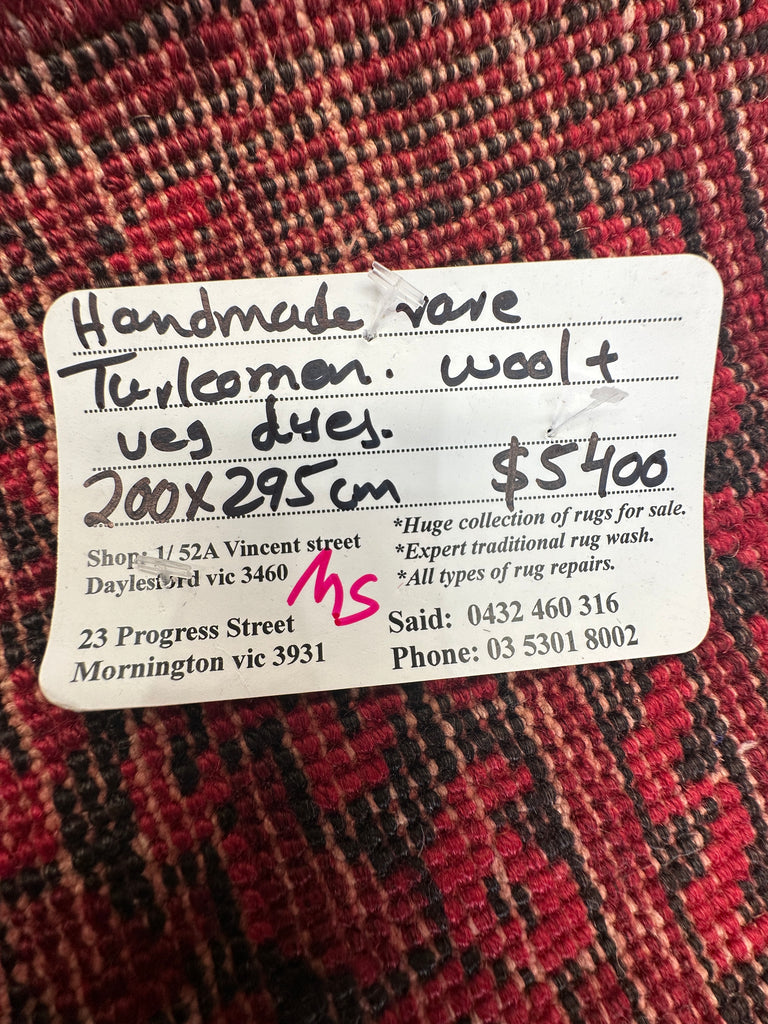 Handmade rare
Turkoman. wool +
veg dyes.
200x295cm $5400
Shop: 1/ 52A Vincent street
Daylesford vic 3460
*Huge collection of rugs for sale.
*Expert traditional rug wash.
*All types of rug repairs.
MS
23 Progress Street
Mornington vic 3931
Said: 0432 460 316
Phone: 03 5301 8002